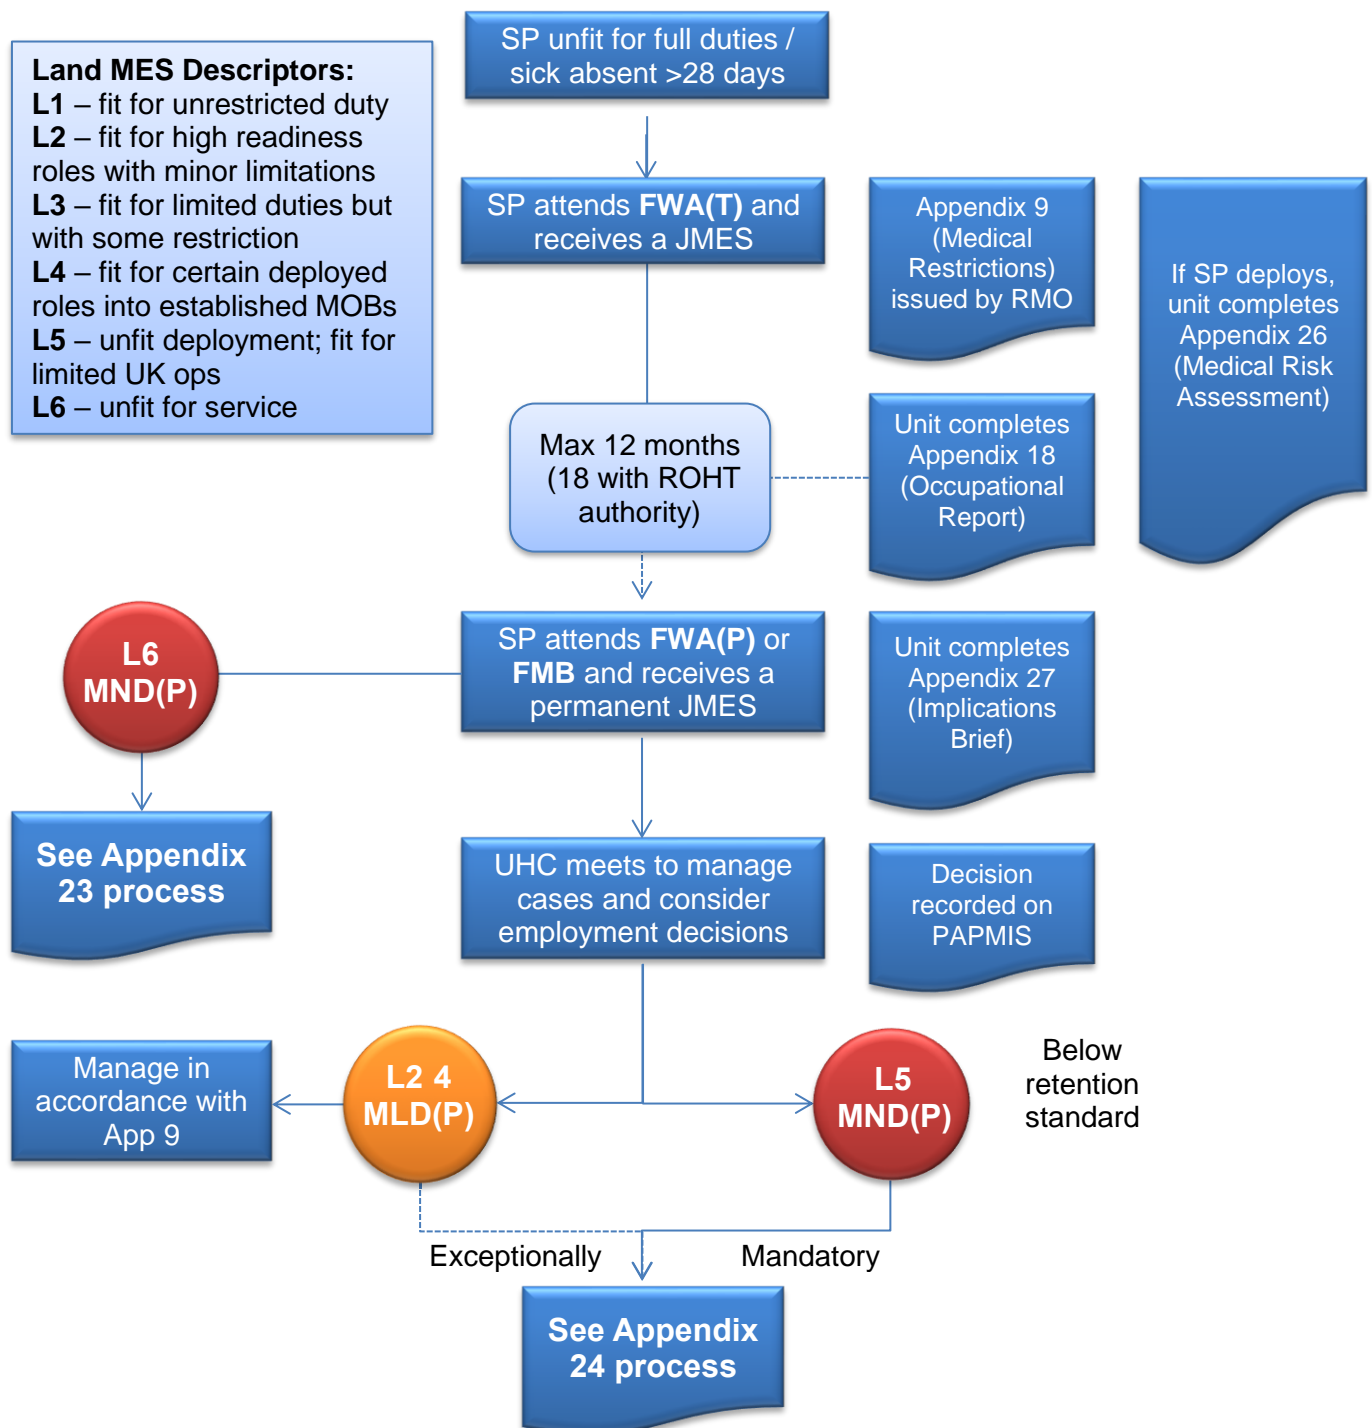 SP unfit for full duties /
sick absent >28 days
Land MES Descriptors:
L1 – fit for unrestricted duty
L2 – fit for high readiness
roles with minor limitations
L3 – fit for limited duties but
with some restriction
L4 – fit for certain deployed
roles into established MOBs
L5 – unfit deployment; fit for
limited UK ops
L6 – unfit for service
SP attends FWA(T) and
receives a JMES
Appendix 9
(Medical
Restrictions)
issued by RMO
If SP deploys,
unit completes
Appendix 26
(Medical Risk
Assessment)
Max 12 months
(18 with ROHT
authority)
Unit completes
Appendix 18
(Occupational
Report)
L6
MND(P)
SP attends FWA(P) or
FMB and receives a
permanent JMES
Unit completes
Appendix 27
(Implications
Brief)
See Appendix
23 process
UHC meets to manage
cases and consider
employment decisions
Decision
recorded on
PAPMIS
Manage in
accordance with
App 9
L2 4
MLD(P)
L5
MND(P)
Below
retention
standard
Exceptionally
Mandatory
See Appendix
24 process